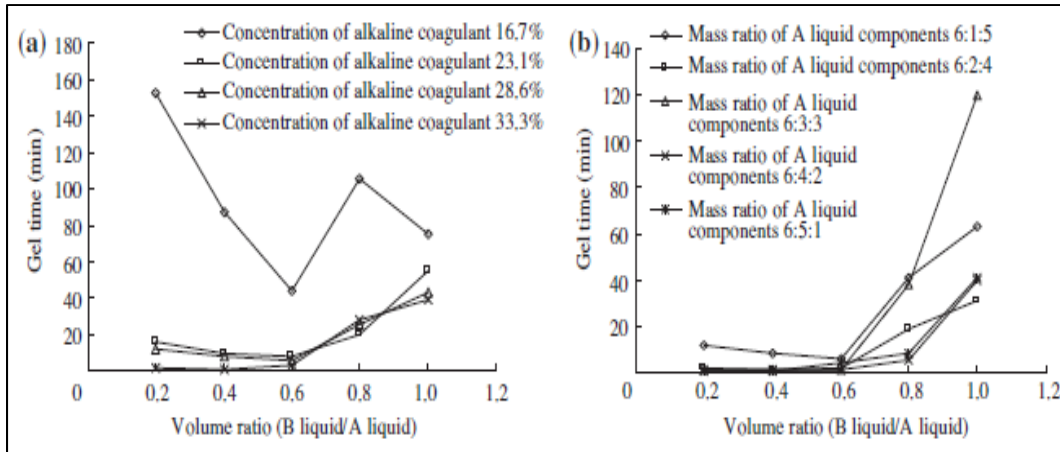 (a)
Concentration of alkaline coagulant 16,7%
Concentration of alkaline coagulant 23,1%
Concentration of alkaline coagulant 28,6%
Concentration of alkaline coagulant 33,3%
180
160
140
120
100
80
60
40
20
0
0,2 0,4 0,6 0,8 1,0 1,2
Gel time (min)
Volume ratio (B liquid/A liquid)
(b)
Mass ratio of A liquid components 6:1:5
Mass ratio of A liquid components 6:2:4
Mass ratio of A liquid
components 6:3:3
Mass ratio of A liquid
components 6:4:2
Mass ratio of A liquid
components 6:5:1
140
120
100
80
60
40
20
0
0,2 0,4 0,6 0,8 1,0 1,2
Gel time (min)
Volume ratio (B liquid/A liquid)